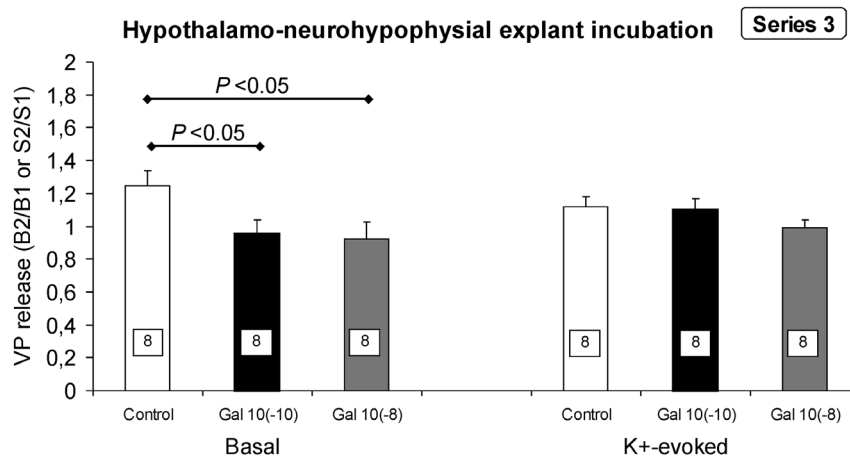 Hypothalamo-neurohypophysial explant incubation
Series 3
VP release (B2/B1 or S2/S1)
2
1,8
1,6
1,4
1,2
1
0,8
0,6
0,4
0,2
0
P <0.05
P <0.05
8
8
8
8
8
8
Control
Gal 10(-10)
Gal 10(-8)
Control
Gal 10(-10)
Gal 10(-8)
Basal
K+-evoked